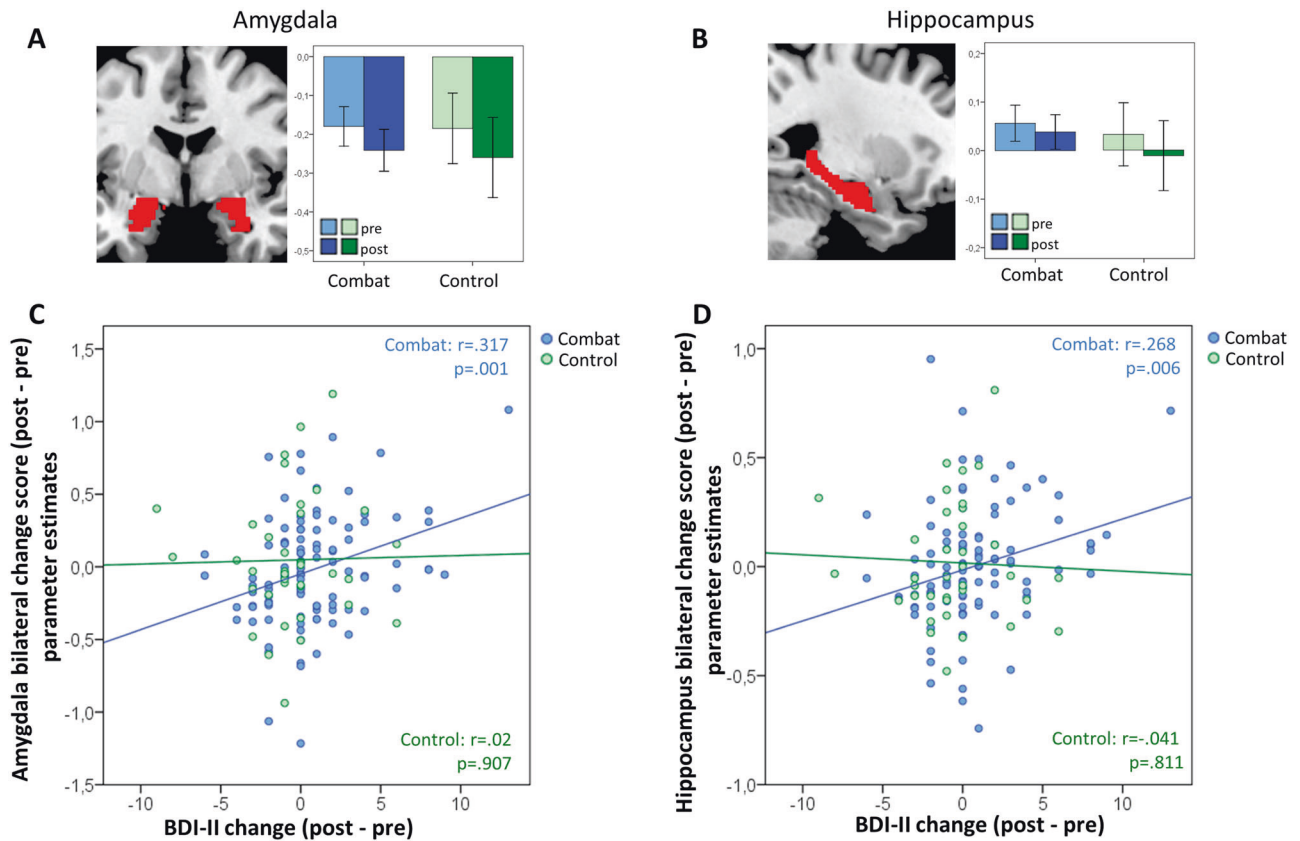 Amygdala
A
0,0
-0,1
-0,2
-0,3
-0,4
-0,5
pre
post
Combat Control
Hippocampus
B
0,2
0,1
0,0
-0,1
-0,2
pre
post
Combat Control
C
Amygdala bilateral change score (post - pre)
parameter estimates
1,5
1,0
0,5
0,0
-0,5
-1,0
-1,5
Combat: r=.317
p=.001
Combat
Control
Control: r=.02
p=.907
-10 -5 0 5 10
BDI-II change (post - pre)
D
Hippocampus bilateral change score (post - pre)
parameter estimates
1,0
0,5
0,0
-0,5
-1,0
Combat: r=.268
p=.006
Combat
Control
Control: r=-.041
p=.811
-10 -5 0 5 10
BDI-II change (post - pre)